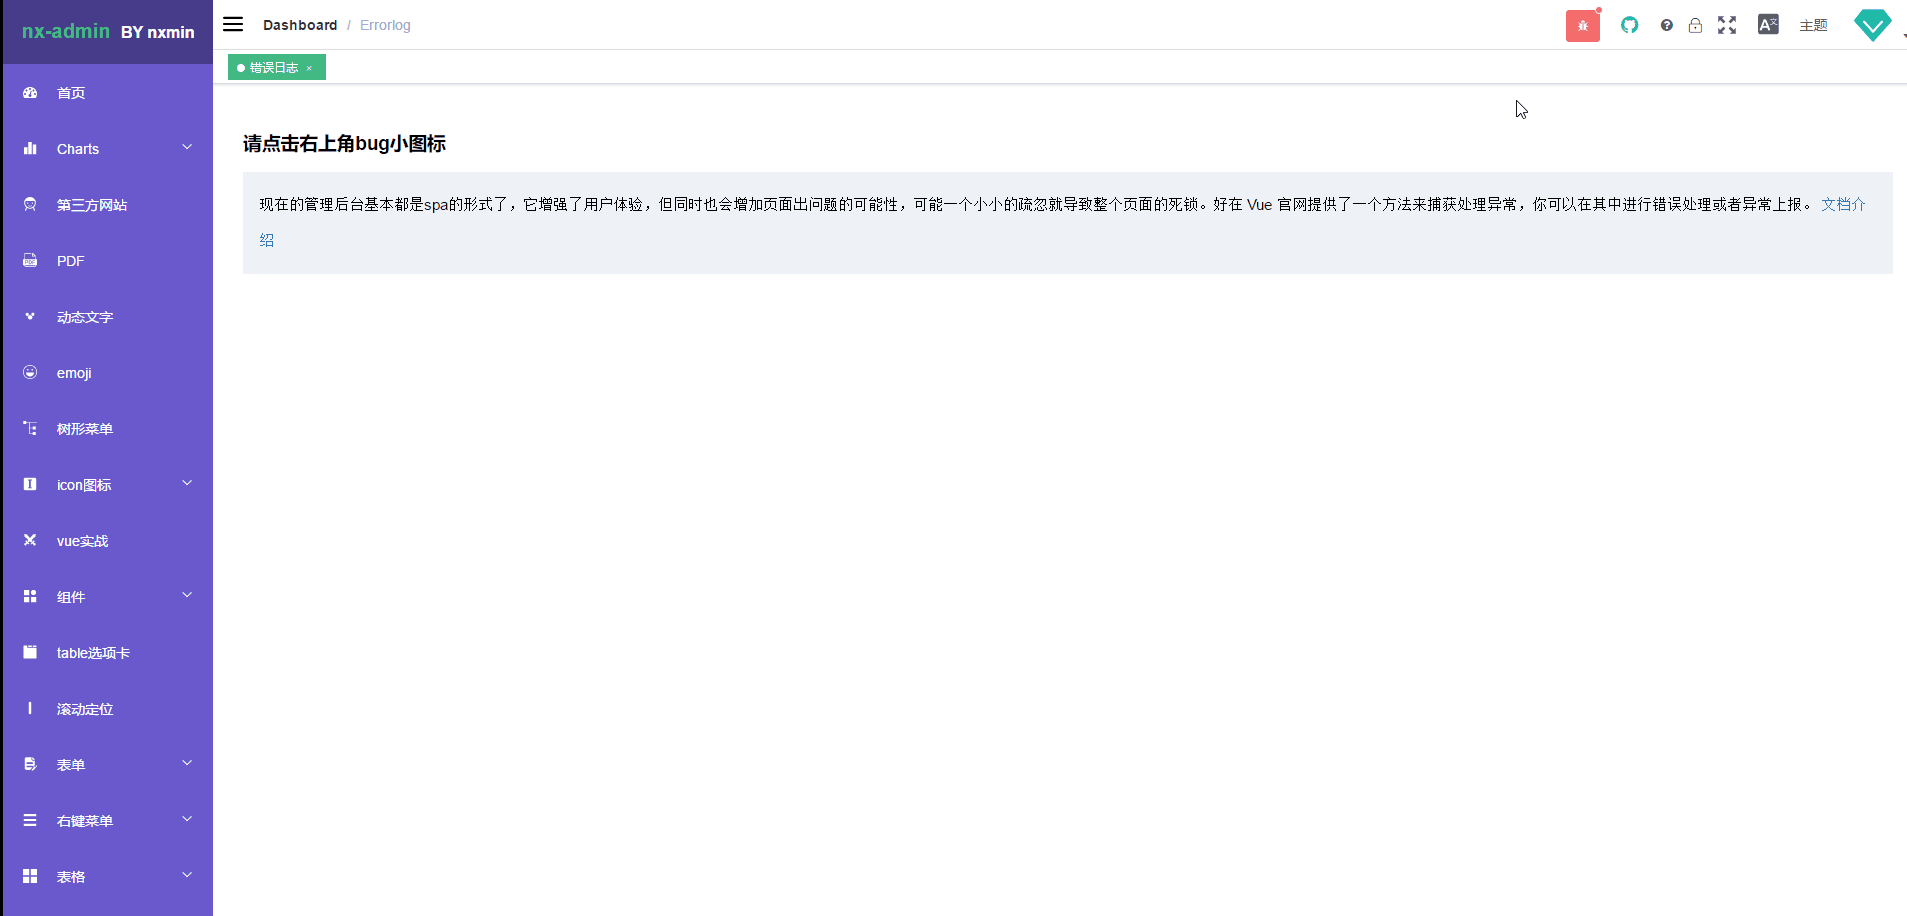 nx-admin BY nxmin
Dashboard / Errorlog
主题
错误日志 ×
首页
Charts
第三方网站
PDF
动态文字
emoji
树形菜单
icon图标
vue实战
组件
table选项卡
滚动定位
表单
右键菜单
表格
请点击右上角bug小图标
现在的管理后台基本都是spa的形式了，它增强了用户体验，但同时也会增加页面出问题的可能性，可能一个小小的疏忽就导致整个页面的死锁。好在 Vue 官网提供了一个方法来捕获处理异常，你可以在其中进行错误处理或者异常上报。 文档介
绍